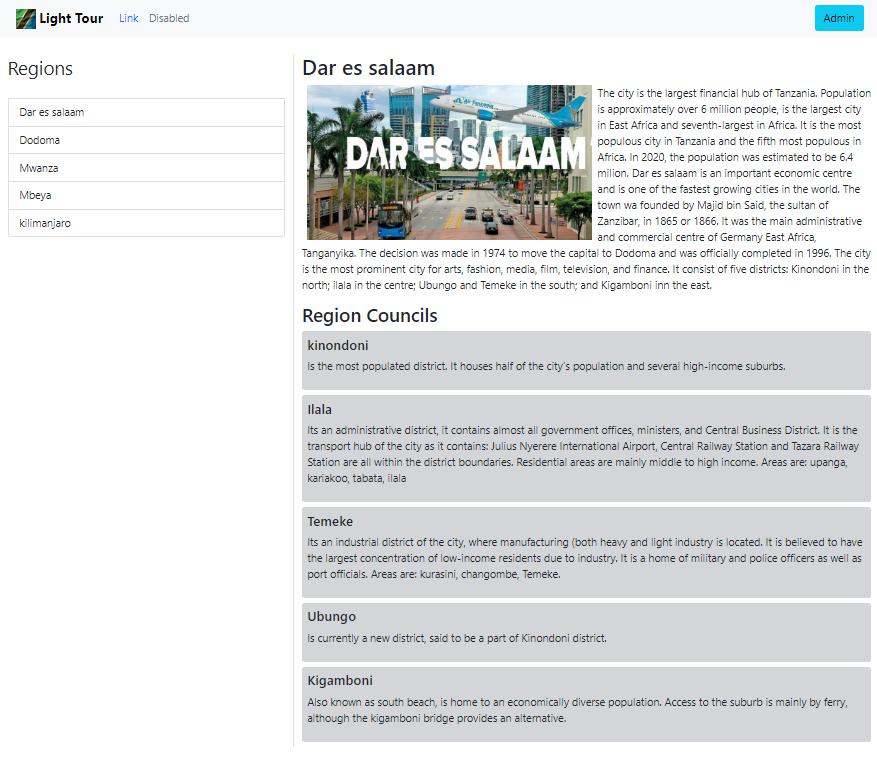 Light Tour
Link
Disabled
Admin
Regions
Dar es salaam
Dodoma
Mwanza
Mbeya
kilimanjaro
Dar es salaam
DAR ES SALAAM
The city is the largest financial hub of Tanzania. Population
is approximately over 6 million people, is the largest city
in East Africa and seventh-largest in Africa. It is the most
populous city in Tanzania and the fifth most populous in
Africa. In 2020, the population was estimated to be 6.4
milion. Dar es salaam is an important economic centre
and is one of the fastest growing cities in the world. The
town wa founded by Majid bin Said, the sultan of
Zanzibar, in 1865 or 1866. It was the main administrative
and commercial centre of Germany East Africa,
Tanganyika. The decision was made in 1974 to move the capital to Dodoma and was officially completed in 1996. The city
is the most prominent city for arts, fashion, media, film, television, and finance. It consist of five districts: Kinondoni in the
north; ilala in the centre; Ubungo and Temeke in the south; and Kigamboni inn the east.
Region Councils
kinondoni
Is the most populated district. It houses half of the city's population and several high-income suburbs.
Ilala
Its an administrative district, it contains almost all government offices, ministers, and Central Business District. It is the
transport hub of the city as it contains: Julius Nyerere International Airport, Central Railway Station and Tazara Railway
Station are all within the district boundaries. Residential areas are mainly middle to high income. Areas are: upanga,
kariakoo, tabata, ilala
Temeke
Its an industrial district of the city, where manufacturing (both heavy and light industry is located. It is believed to have
the largest concentration of low-income residents due to industry. It is a home of military and police officers as well as
port officials. Areas are: kurasini, changombe, Temeke.
Ubungo
Is currently a new district, said to be a part of Kinondoni district.
Kigamboni
Also known as south beach, is home to an economically diverse population. Access to the suburb is mainly by ferry,
although the kigamboni bridge provides an alternative.